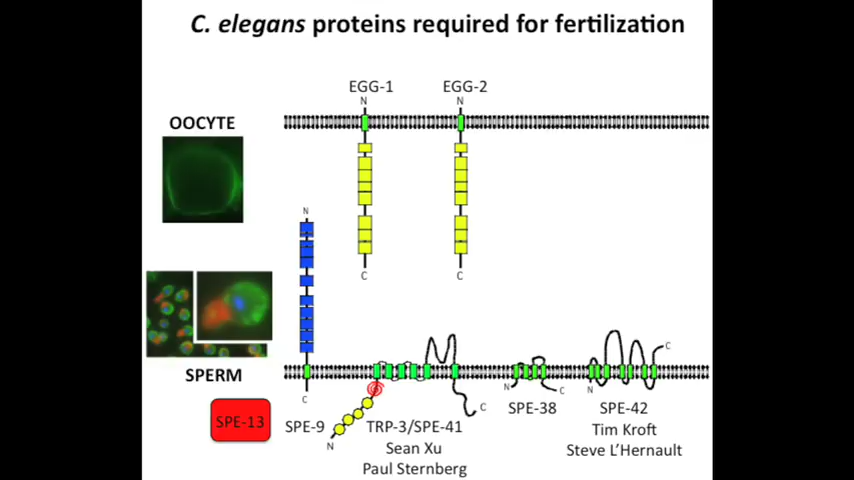 C. elegans proteins required for fertilization
EGG-1
EGG-2
N
N
OOCYTE
C
C
N
SPERM
C
SPE-13
SPE-9
N
TRP-3/SPE-41
Sean Xu
Paul Sternberg
C
N
C
SPE-38
N
C
SPE-42
Tim Kroft
Steve L’Hernault